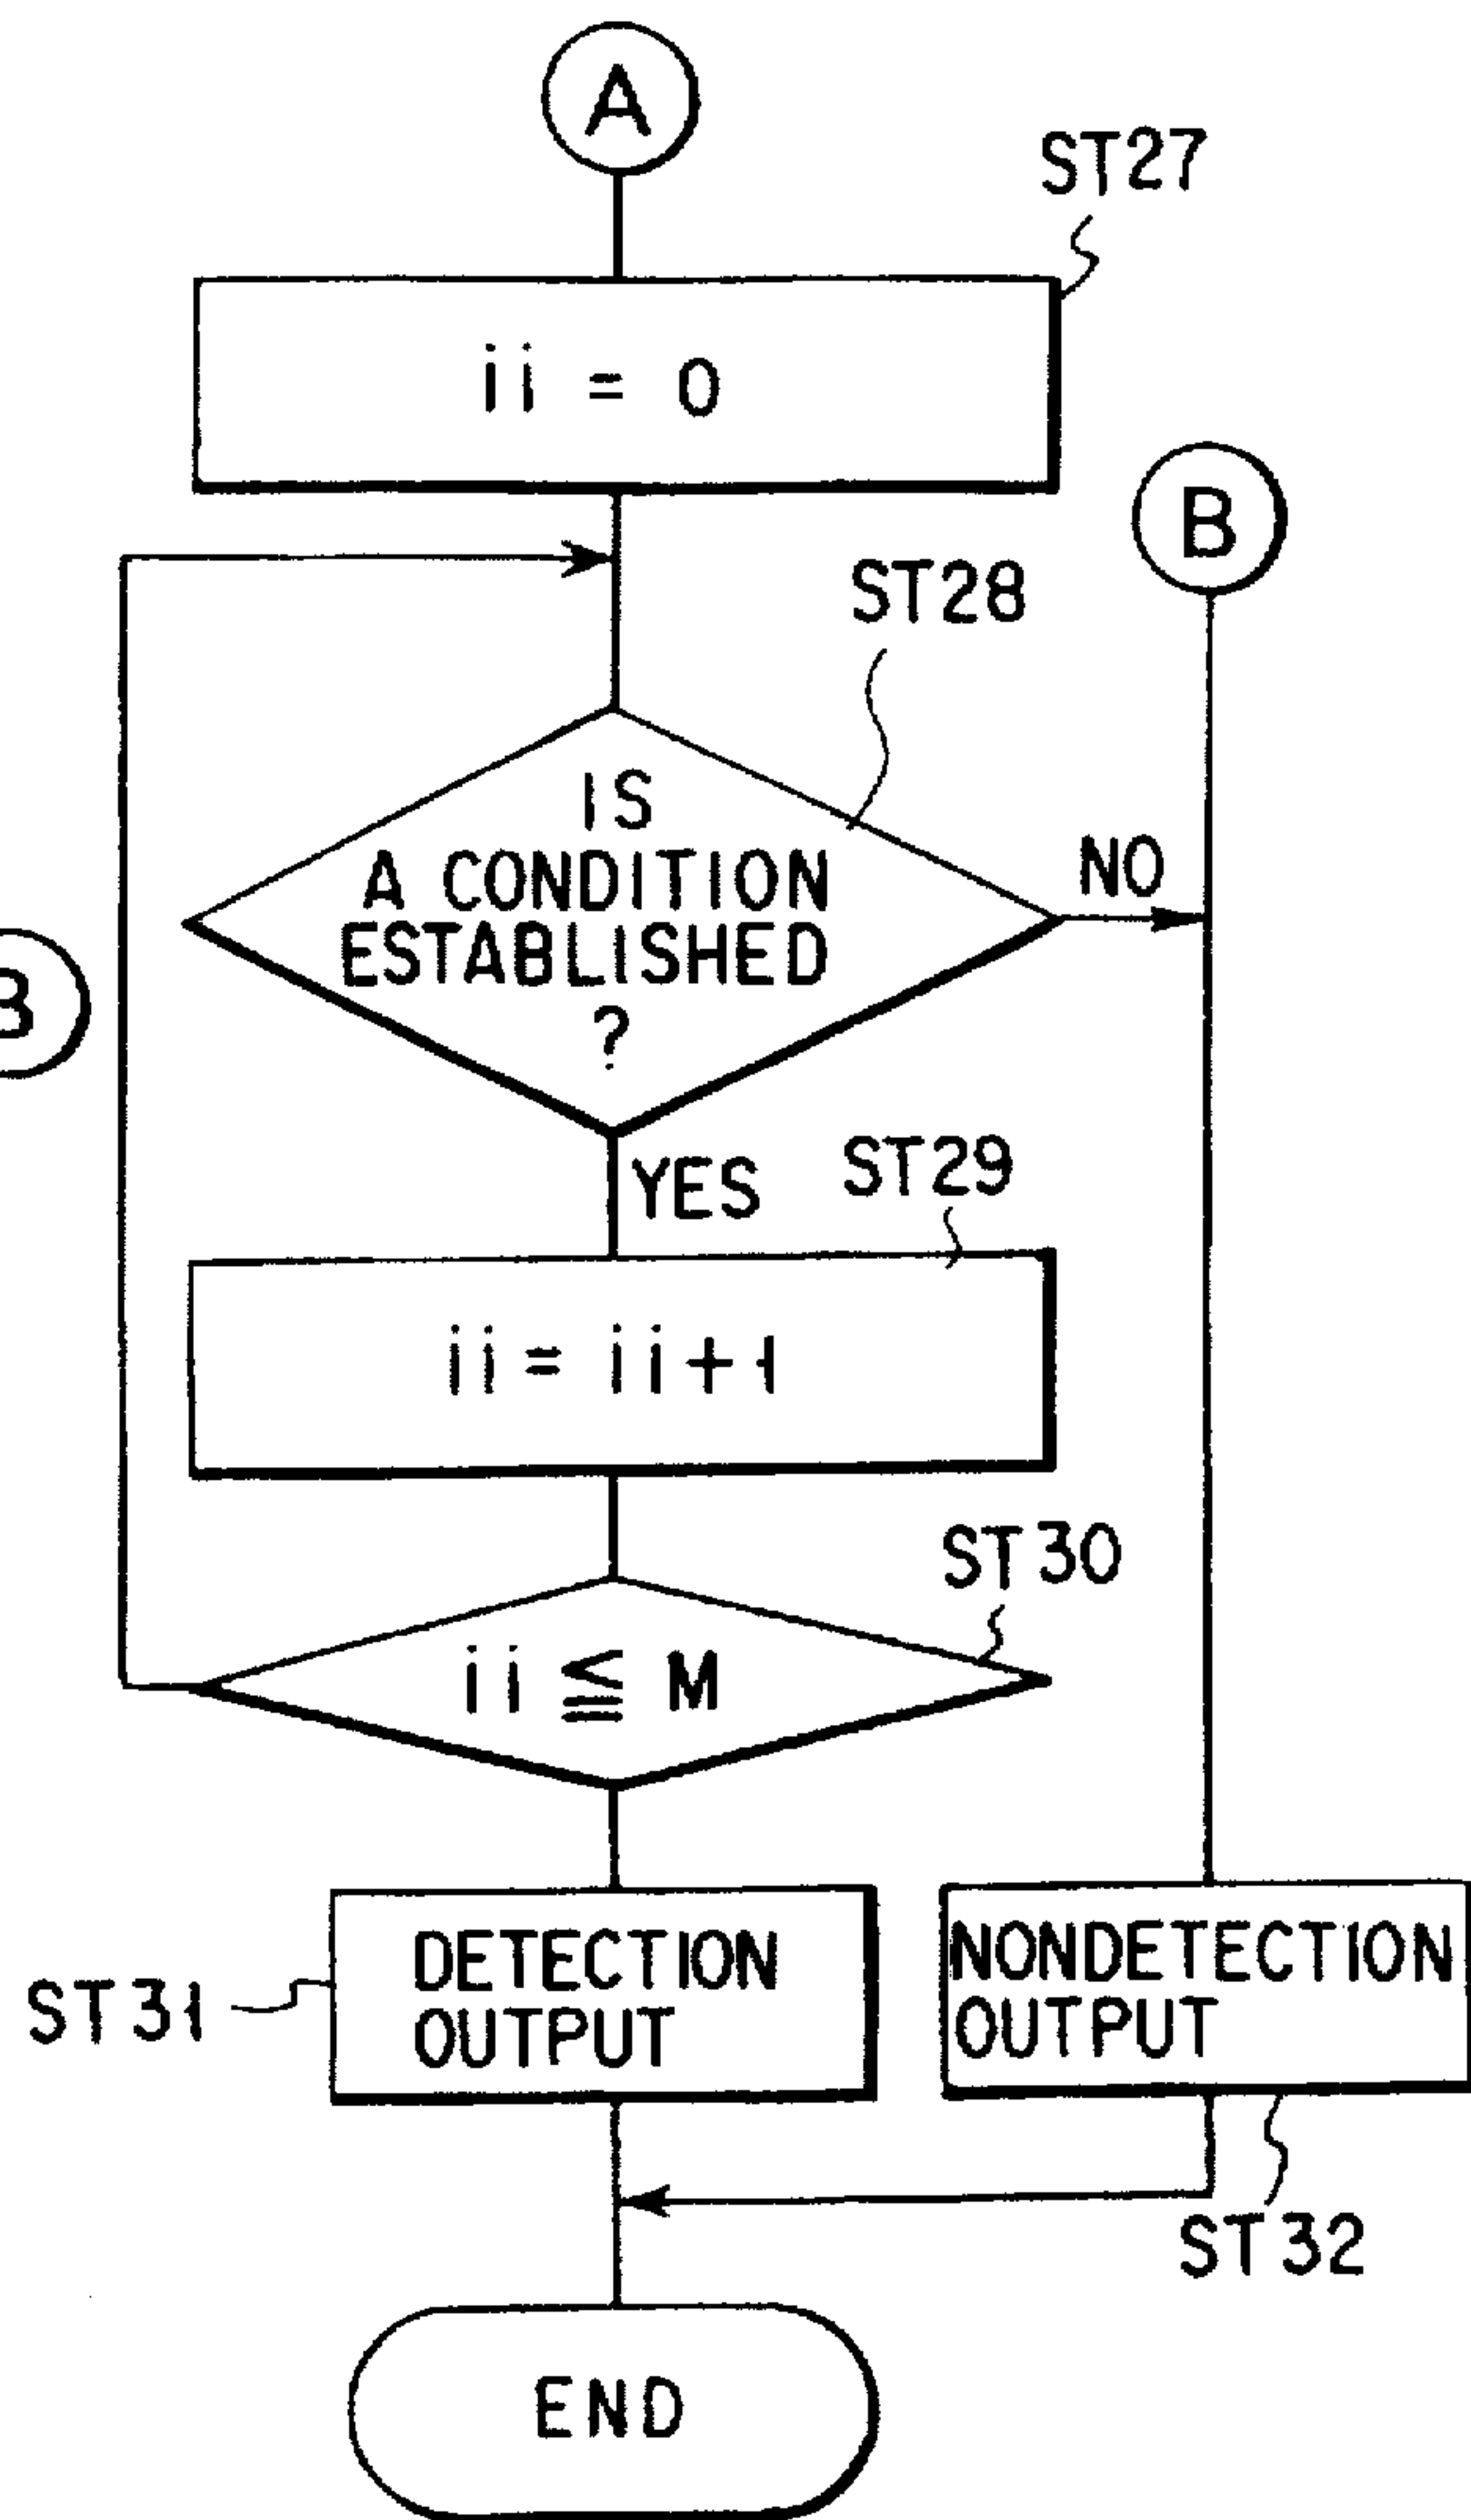 A
ST27
ii = 0
B
ST28
IS
A CONDITION
ESTABLISHED
?
NO
B
YES
ST29
ii = ii+1
ST30
ii ≦ M
DETECTION
OUTPUT
NONDETECTION
OUTPUT
ST31
ST32
END